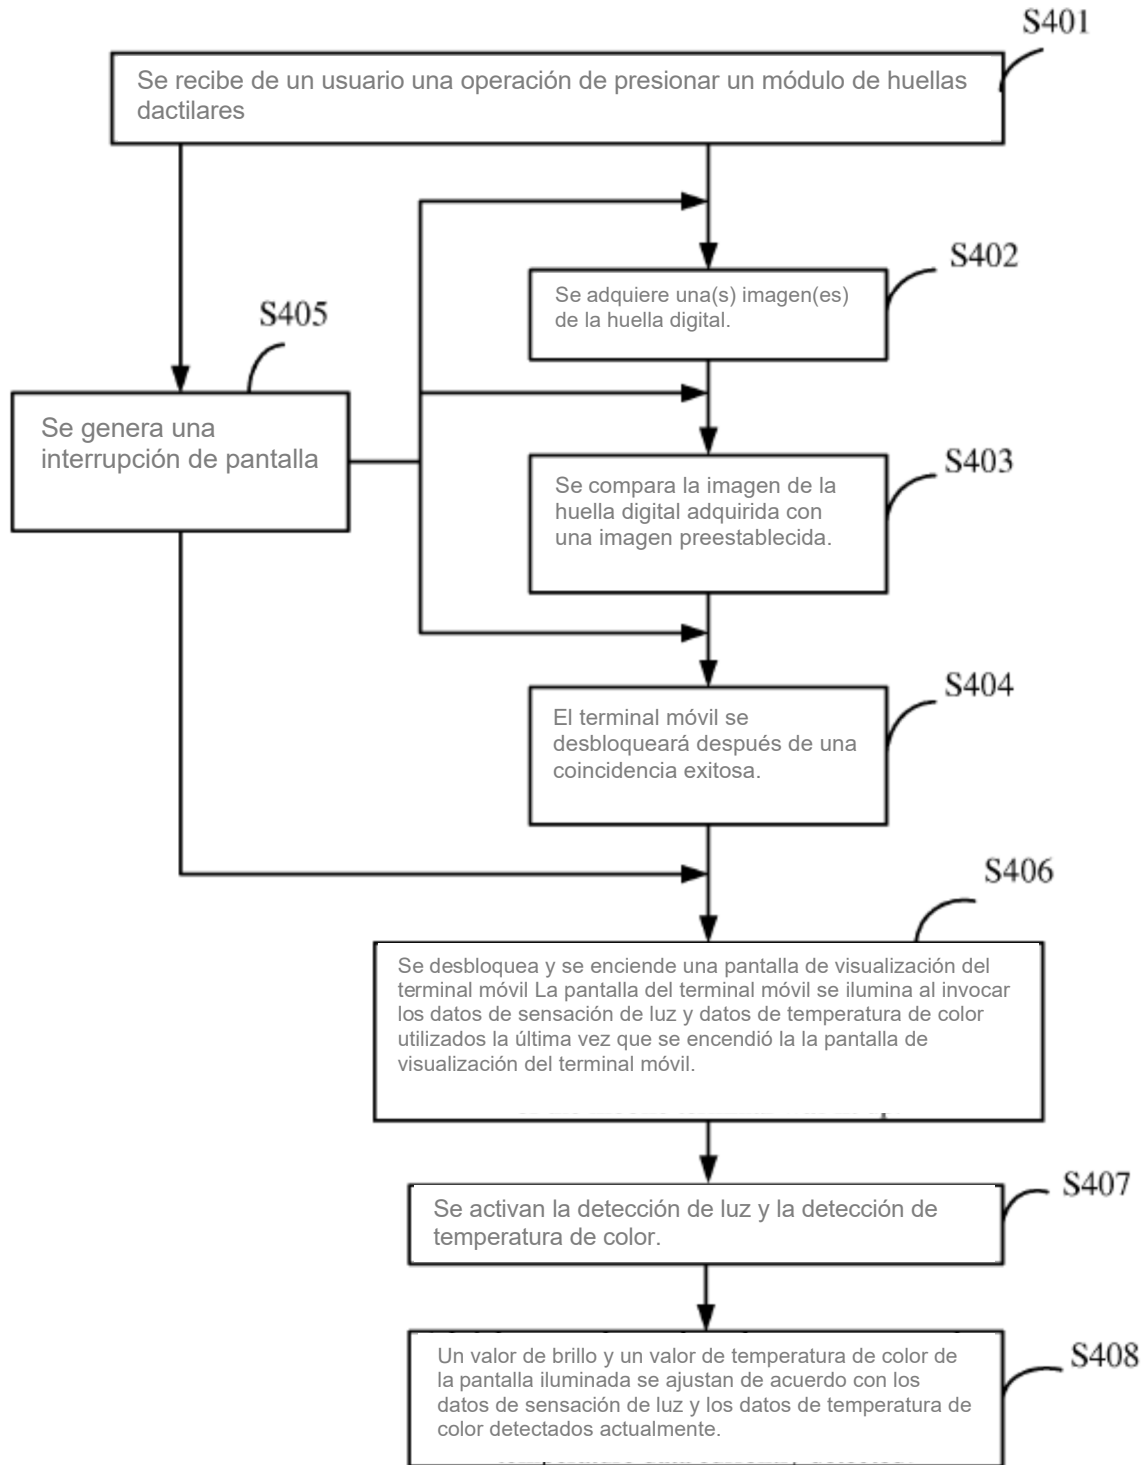 S401
Se recibe de un usuario una operación de presionar un módulo de huellas
dactilares
S402
Se adquiere una(s) imagen(es)
de la huella digital.
S405
Se genera una
interrupción de pantalla
S403
Se compara la imagen de la
huella digital adquirida con
una imagen preestablecida.
S404
El terminal móvil se
desbloqueará después de una
coincidencia exitosa.
S406
Se desbloquea y se enciende una pantalla de visualización del
terminal móvil La pantalla del terminal móvil se ilumina al invocar
los datos de sensación de luz y datos de temperatura de color
utilizados la última vez que se encendió la la pantalla de
visualización del terminal móvil.
S407
Se activan la detección de luz y la detección de
temperatura de color.
S408
Un valor de brillo y un valor de temperatura de color de
la pantalla iluminada se ajustan de acuerdo con los
datos de sensación de luz y los datos de temperatura de
color detectados actualmente.